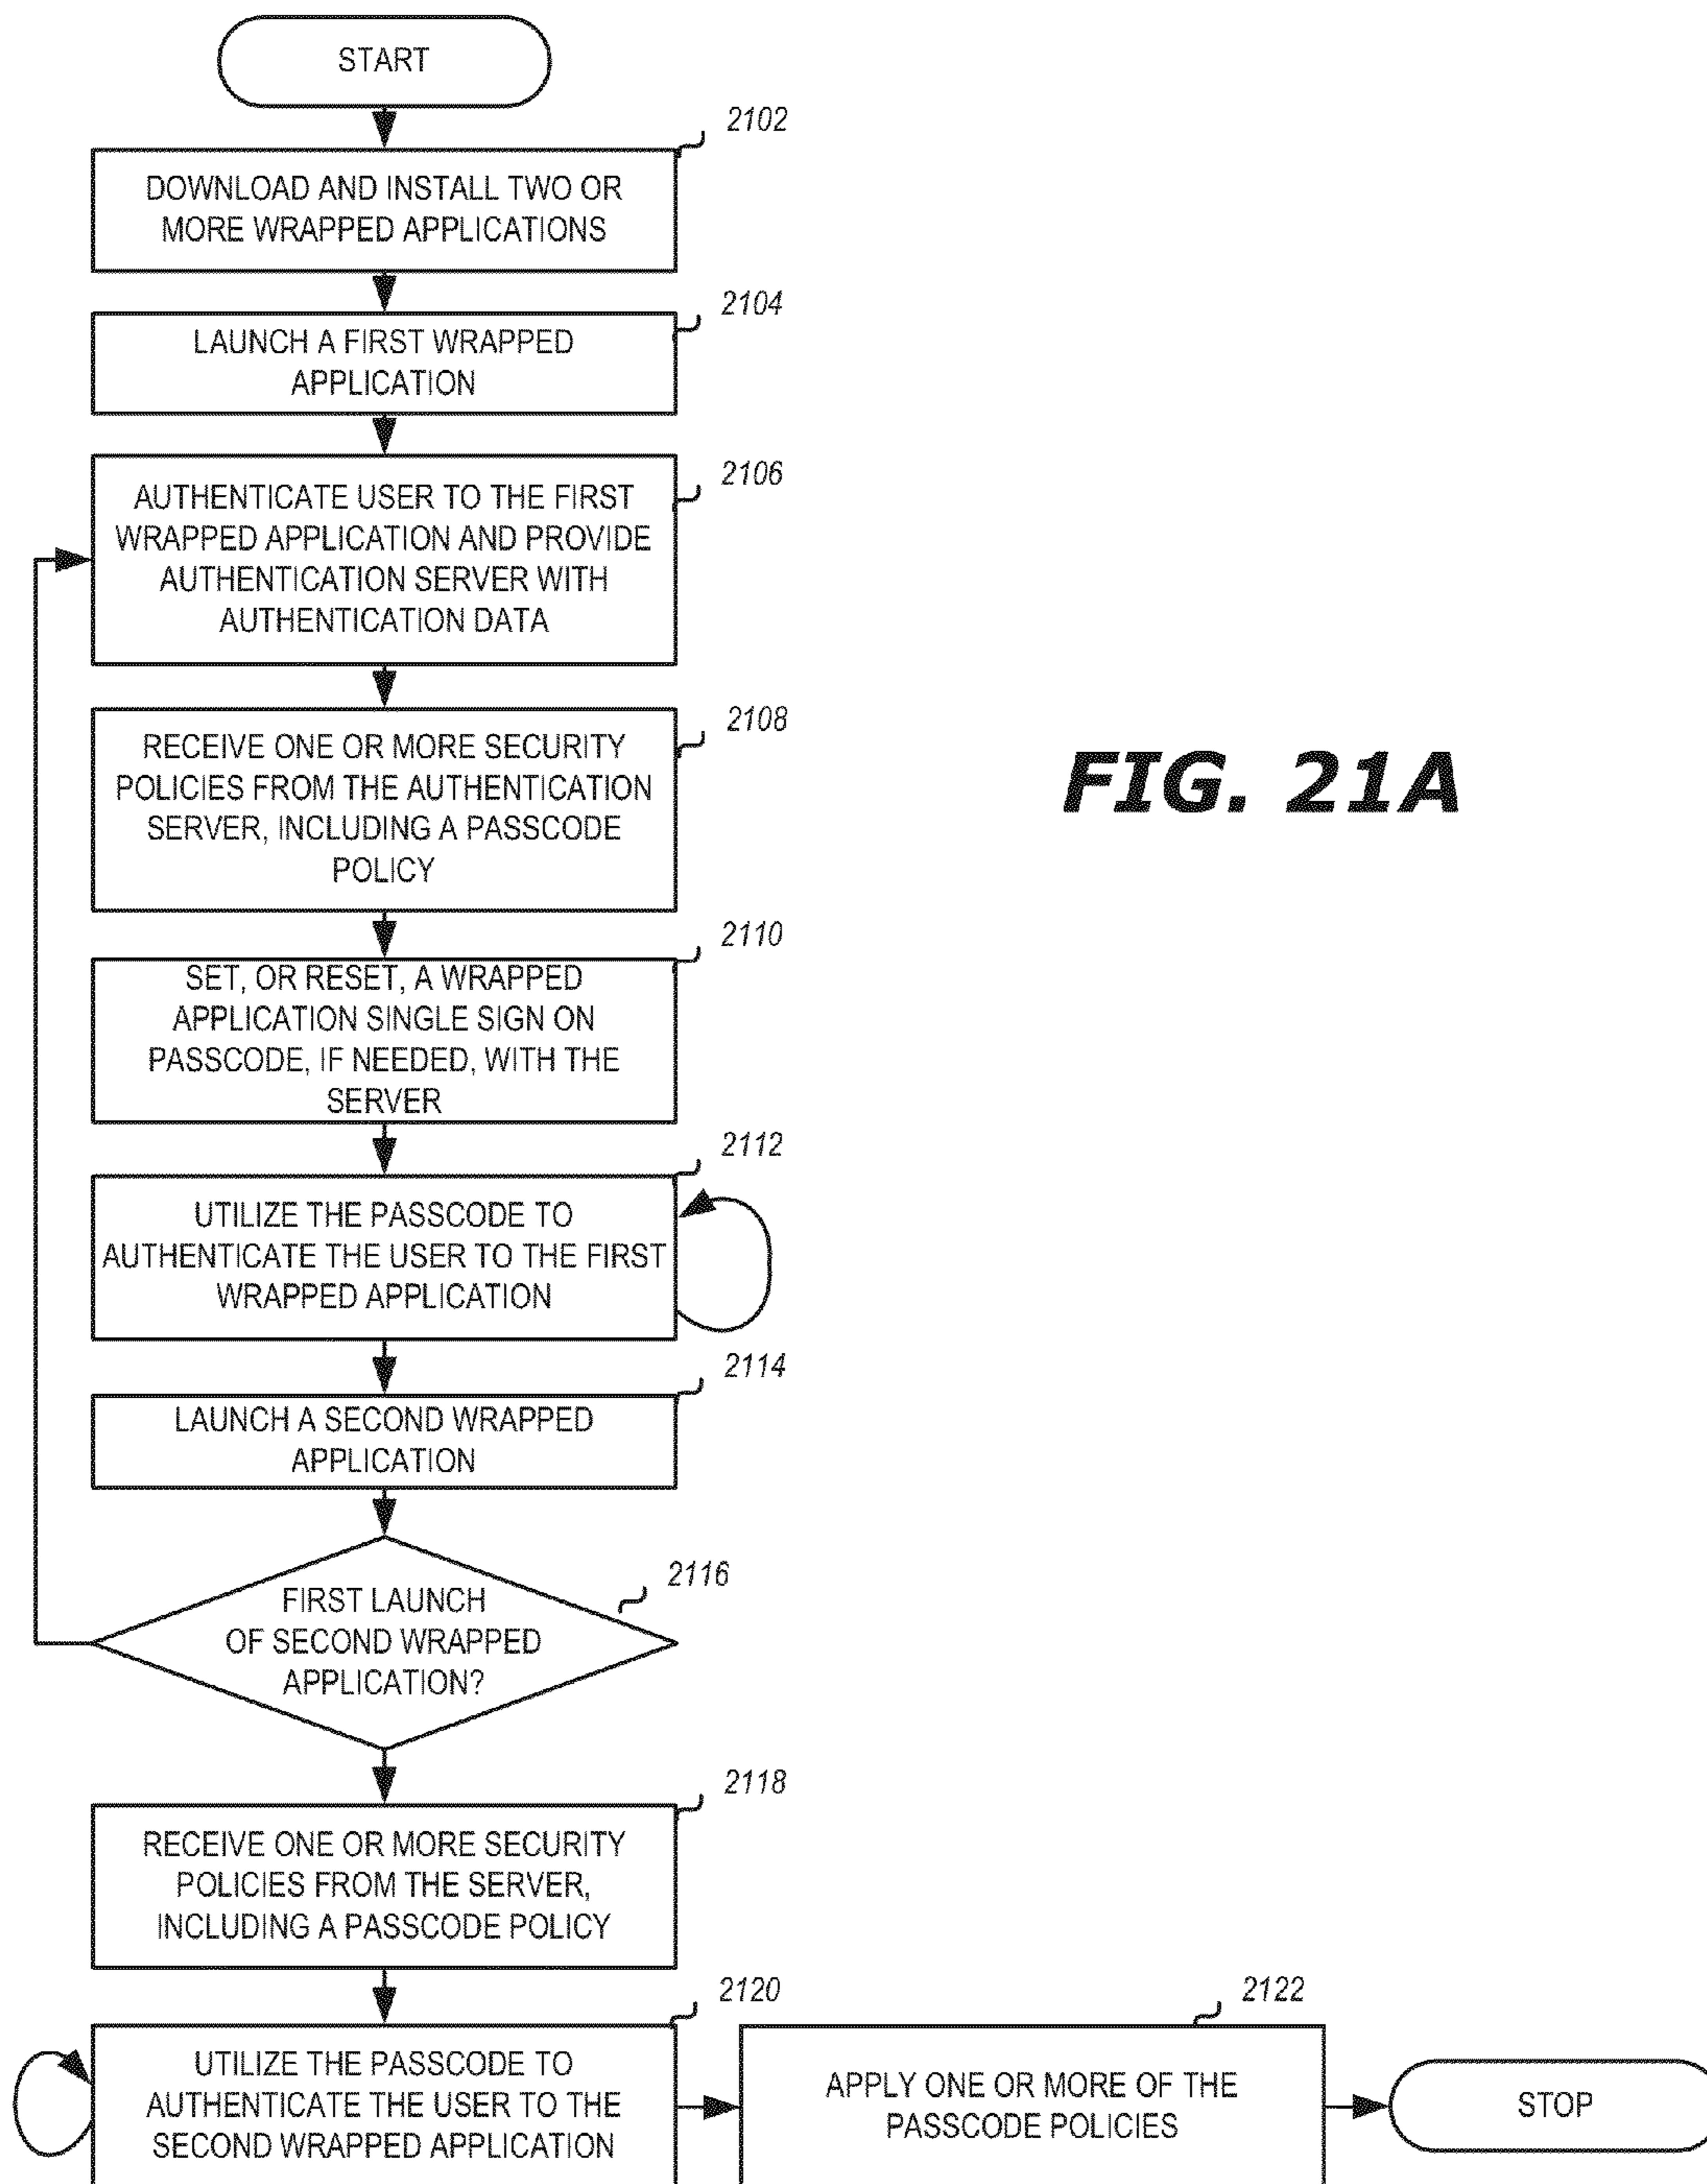 START
2102
DOWNLOAD AND INSTALL TWO OR
MORE WRAPPED APPLICATIONS
2104
LAUNCH A FIRST WRAPPED
APPLICATION
2106
AUTHENTICATE USER TO THE FIRST
WRAPPED APPLICATION AND PROVIDE
AUTHENTICATION SERVER WITH
AUTHENTICATION DATA
2108
RECEIVE ONE OR MORE SECURITY
POLICIES FROM THE AUTHENTICATION
SERVER, INCLUDING A PASSCODE
POLICY
FIG. 21A
2110
SET, OR RESET, A WRAPPED
APPLICATION SINGLE SIGN ON
PASSCODE, IF NEEDED, WITH THE
SERVER
2112
UTILIZE THE PASSCODE TO
AUTHENTICATE THE USER TO THE FIRST
WRAPPED APPLICATION
2114
LAUNCH A SECOND WRAPPED
APPLICATION
2116
FIRST LAUNCH
OF SECOND WRAPPED
APPLICATION?
2118
RECEIVE ONE OR MORE SECURITY
POLICIES FROM THE SERVER,
INCLUDING A PASSCODE POLICY
2120
UTILIZE THE PASSCODE TO
AUTHENTICATE THE USER TO THE
SECOND WRAPPED APPLICATION
2122
APPLY ONE OR MORE OF THE
PASSCODE POLICIES
STOP